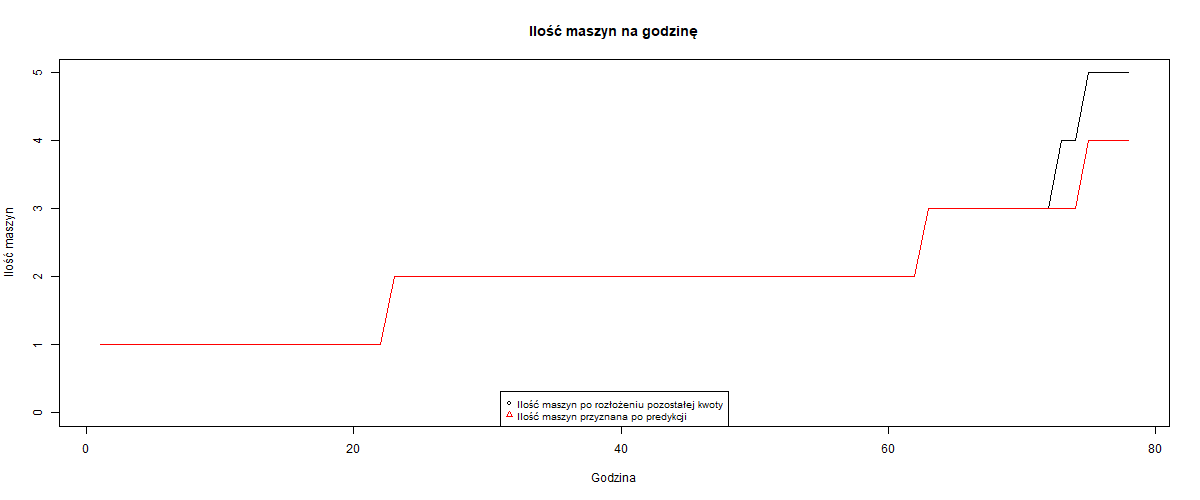 Ilość maszyn na godzinę
Ilość maszyn
5
4
3
2
1
0
Ilość maszyn po rozłożeniu pozostałej kwoty
Ilość maszyn przyznana po predykcji
0 20 40 60 80
Godzina